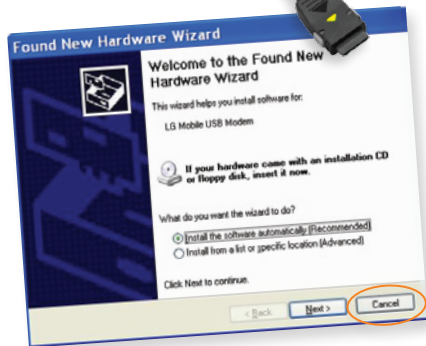 Found New Hardware Wizard
Welcome to the Found New
Hardware Wizard
This wizard helps you install software for:
LG Mobile USB Modem
If your hardware came with an installation CD
or floppy disk, insert it now.
What do you want the wizard to do?
Install the software automatically (Recommended)
Install from a list or specific location (Advanced)
Click Next to continue.
< Back Next > Cancel